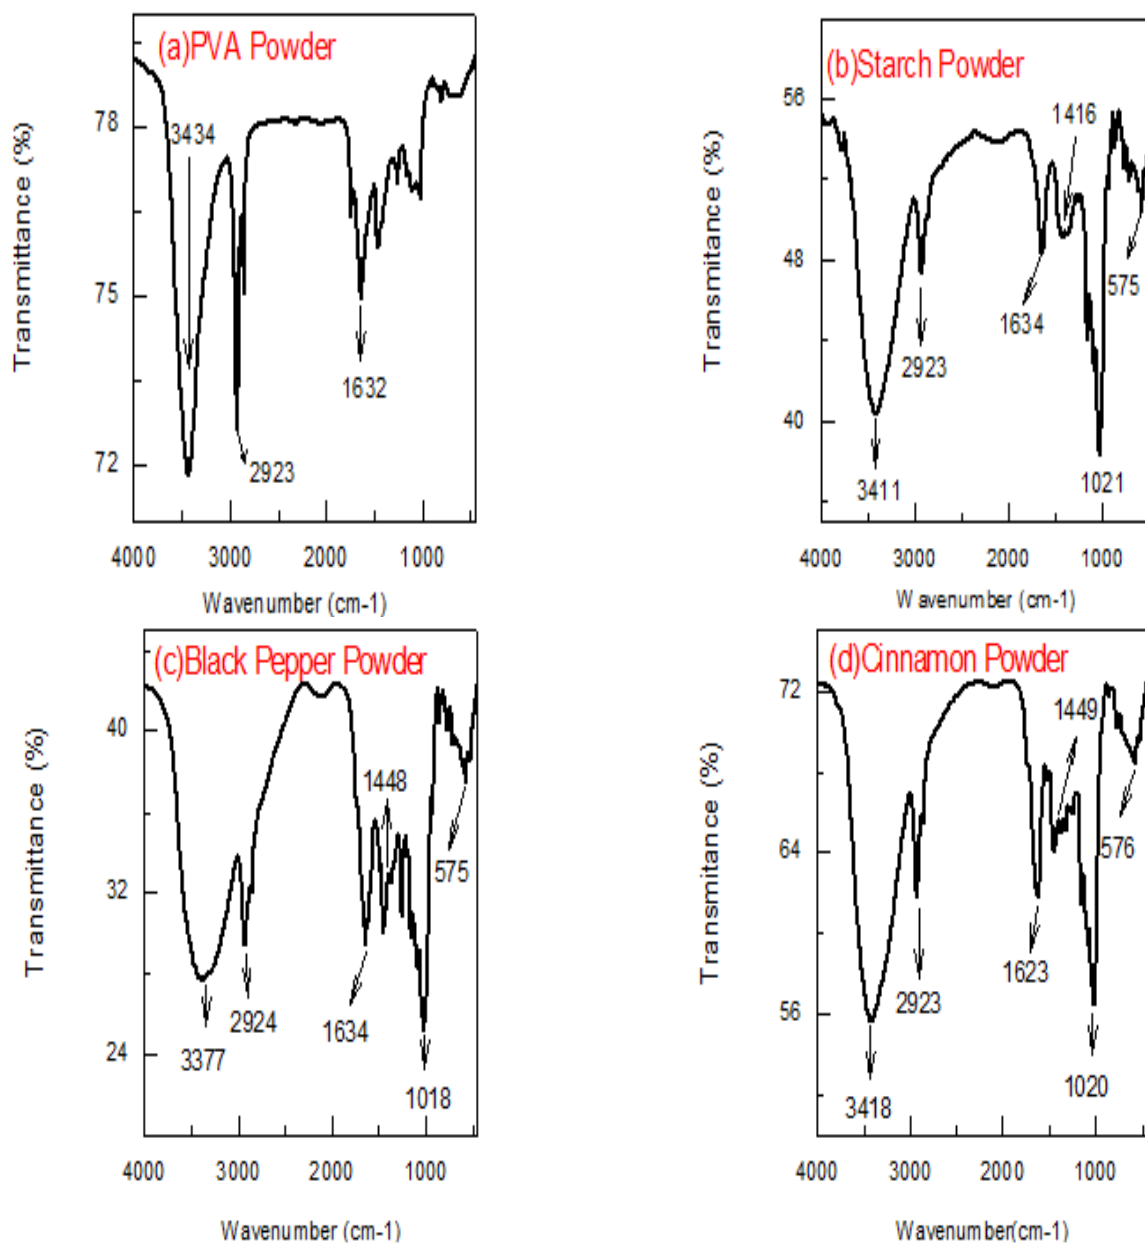 (a)PVA Powder
Transmittance (%)
78
75
72
3434
2923
1632
4000 3000 2000 1000
Wavenumber (cm-1)
(b)Starch Powder
Transmitance (%)
56
48
40
1416
1634
575
2923
3411
1021
4000 3000 2000 1000
Wavenumber (cm-1)
(c)Black Pepper Powder
Transmittance (%)
40
32
24
1448
575
2924
1634
3377
1018
4000 3000 2000 1000
Wavenumber (cm-1)
(d)Cinnamon Powder
Transmitance (%)
72
64
56
1449
576
1623
2923
1020
3418
4000 3000 2000 1000
Wavenumber(cm-1)